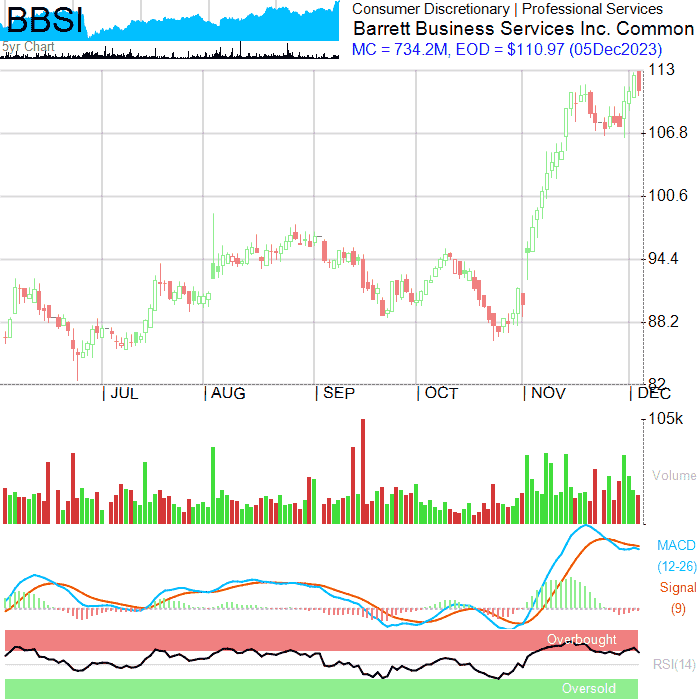 BBSI
5yr Chart
Consumer Discretionary | Professional Services
Barrett Business Services Inc. Common
MC = 734.2M, EOD = $110.97 (05Dec2023)
113
106.8
100.6
94.4
88.2
82
| JUL | AUG | SEP | OCT | NOV | DEC
105k
Volume
MACD
(12-26)
Signal
(9)
Overbought
RSI(14)
Oversold